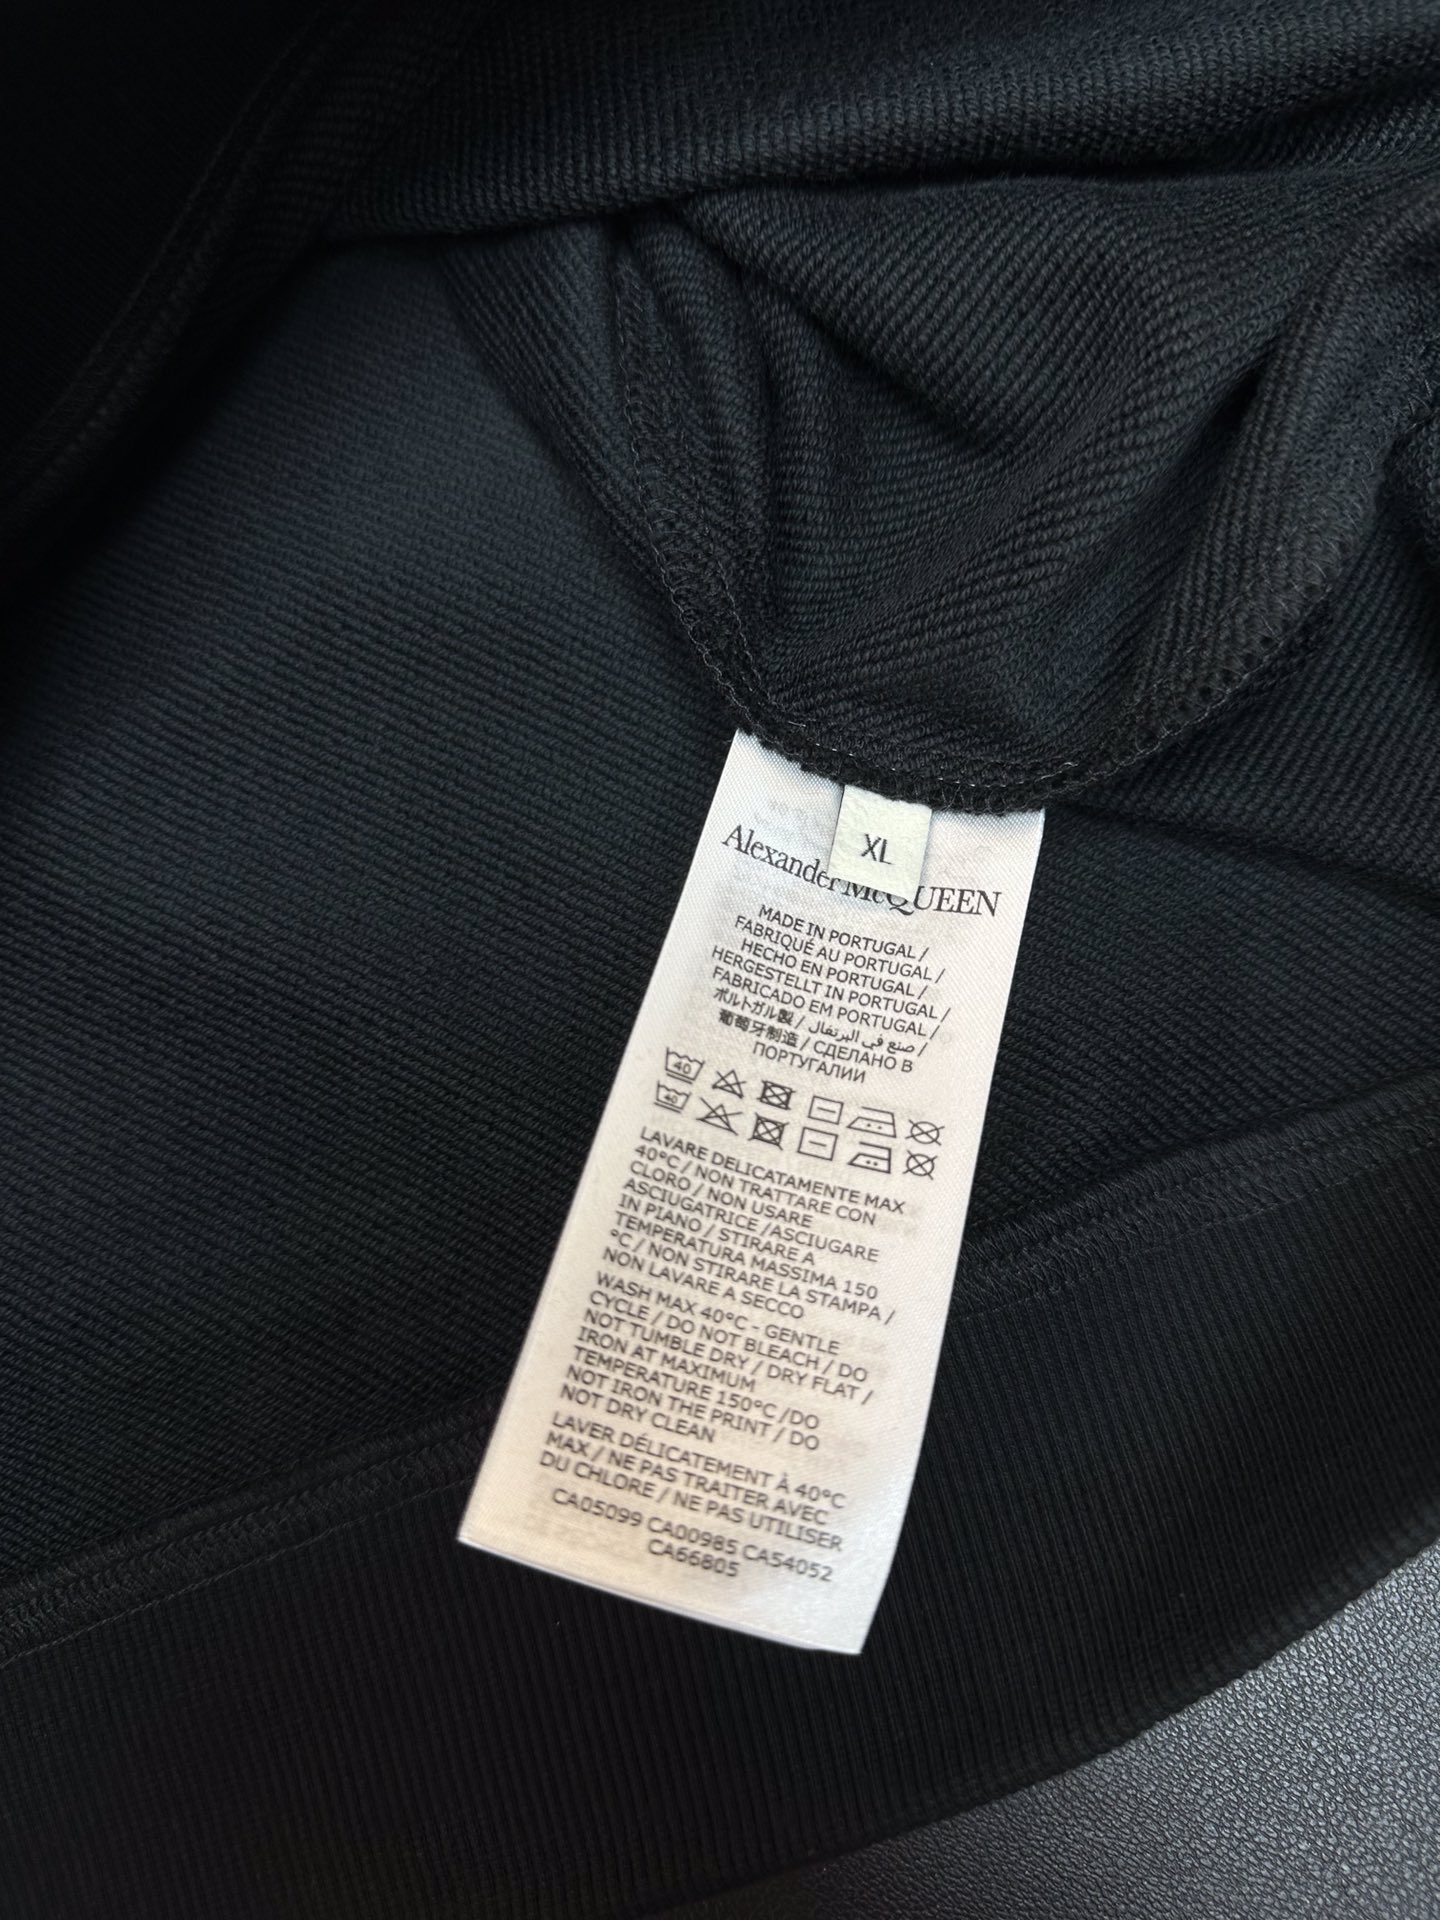 XL
Alexander McQUEEN
MADE IN PORTUGAL /
FABRIQUÉ AU PORTUGAL /
HECHO EN PORTUGAL /
HERGESTELLT IN PORTUGAL /
FABRICADO EM PORTUGAL /
ポルトガル製 / صنع في البرتغال /
葡萄牙制造 / СДЕЛАНО В
ПОРТУГАЛИИ
40
40
LAVARE DELICATAMENTE MAX
40°C / NON TRATTARE CON
CLORO / NON USARE
ASCIUGATRICE /ASCIUGARE
IN PIANO / STIRARE A
TEMPERATURA MASSIMA 150
°C / NON STIRARE LA STAMPA /
NON LAVARE A SECCO
WASH MAX 40°C - GENTLE
CYCLE / DO NOT BLEACH / DO
NOT TUMBLE DRY / DRY FLAT /
IRON AT MAXIMUM
TEMPERATURE 150°C /DO
NOT IRON THE PRINT / DO
NOT DRY CLEAN
LAVER DÉLICATEMENT À 40°C
MAX / NE PAS TRAITER AVEC
DU CHLORE / NE PAS UTILISER
CA05099 CA00985 CA54052
CA66805